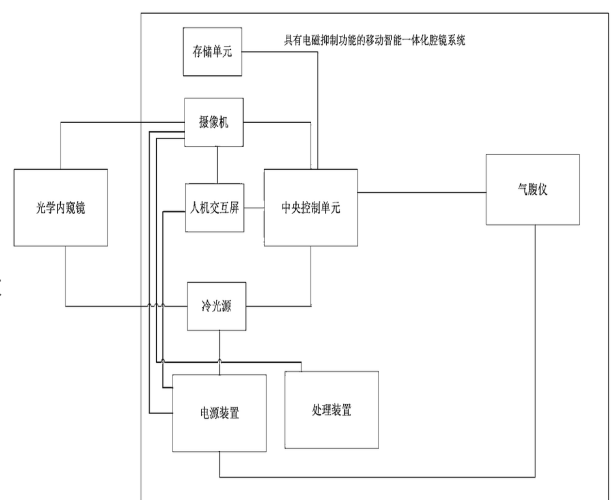 存储单元
具有电磁抑制功能的移动智能一体化腔镜系统
摄像机
光学内窥镜
人机交互屏
中央控制单元
气腹仪
冷光源
电源装置
处理装置